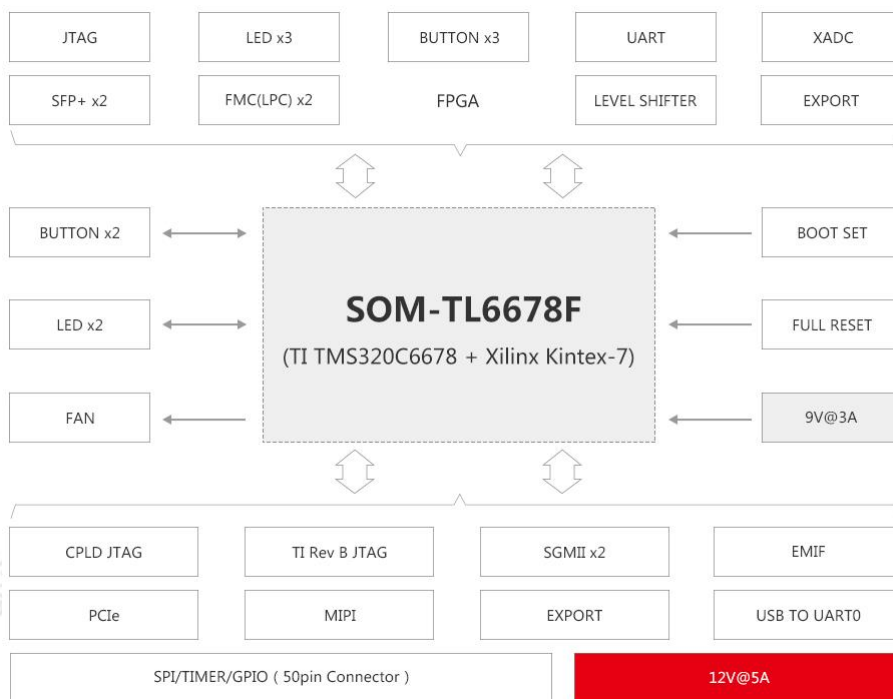 JTAG
LED x3
BUTTON x3
UART
XADC
SFP+ x2
FMC(LPC) x2
FPGA
LEVEL SHIFTER
EXPORT
BUTTON x2
BOOT SET
SOM-TL6678F
LED x2
FULL RESET
(TI TMS320C6678 + Xilinx Kintex-7)
FAN
9V@3A
CPLD JTAG
TI Rev B JTAG
SGMII x2
EMIF
PCIe
MIPI
EXPORT
USB TO UART0
SPI/TIMER/GPIO ( 50pin Connector )
12V@5A